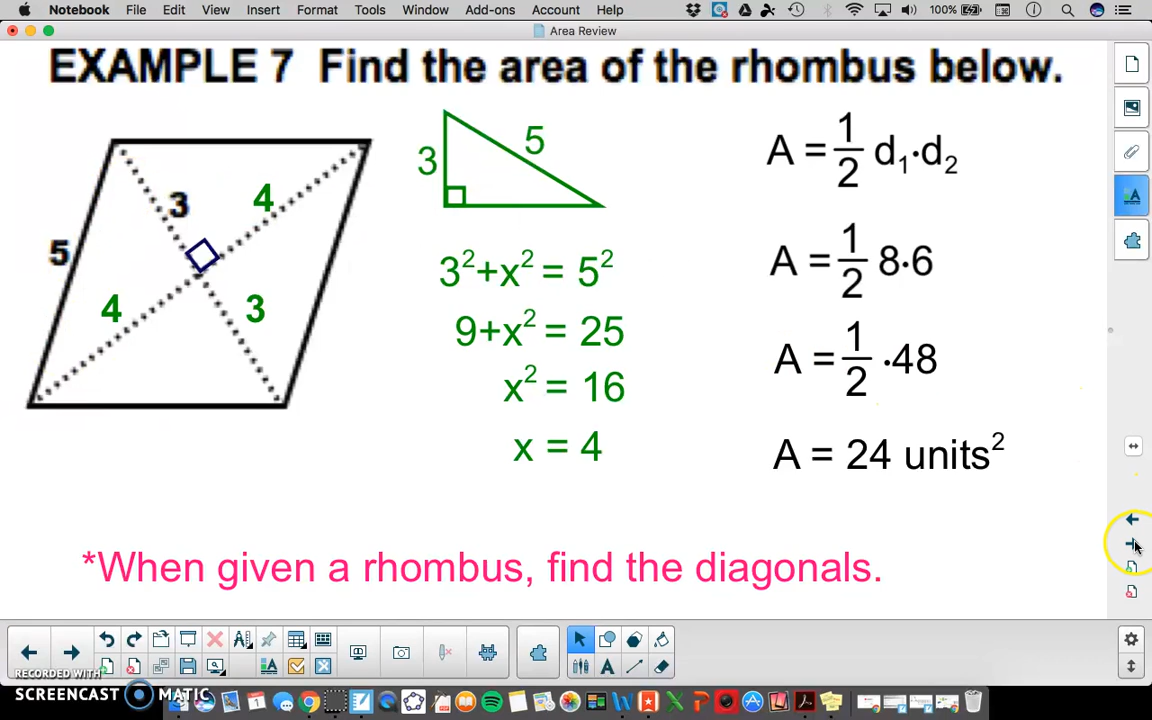 Notebook File Edit View Insert Format Tools Window Add-ons Account Help 100%
Area Review
EXAMPLE 7 Find the area of the rhombus below.
5
3
4
4
3
3
5
3²+x² = 5²
9+x² = 25
x² = 16
x = 4
A = 1/2 d₁·d₂
A = 1/2 8·6
A = 1/2 ·48
A = 24 units²
*When given a rhombus, find the diagonals.
RECORDED WITH
SCREENCAST MATIC